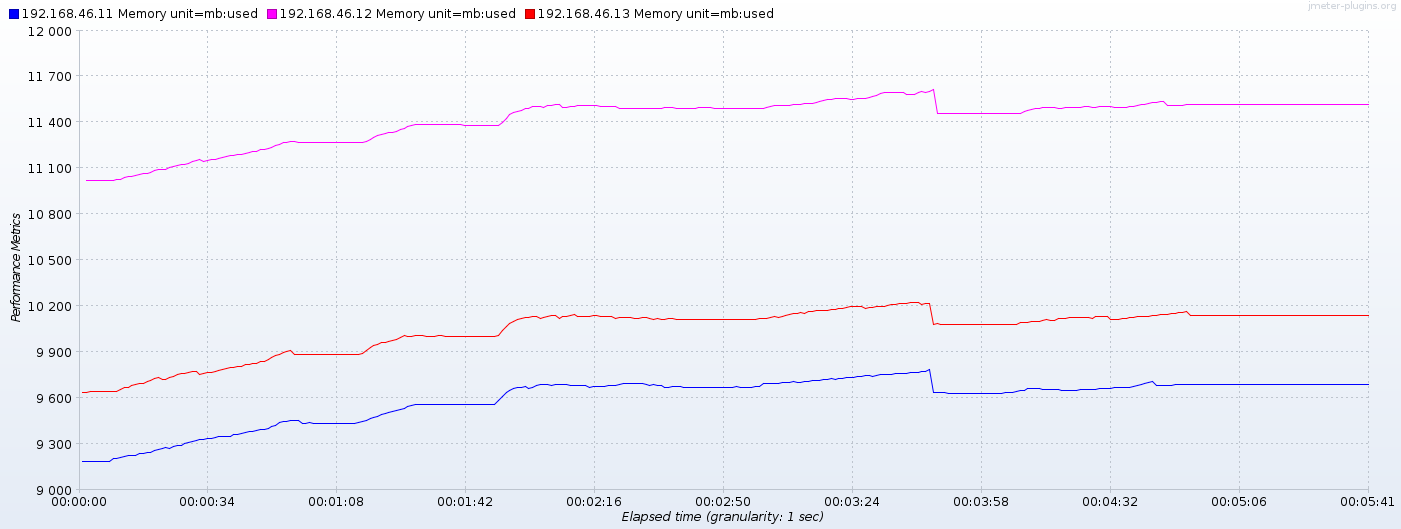 192.168.46.11 Memory unit=mb:used 192.168.46.12 Memory unit=mb:used 192.168.46.13 Memory unit=mb:used
jmeter-plugins.org
12 000
11 700
11 400
11 100
10 800
10 500
10 200
9 900
9 600
9 300
9 000
Performance Metrics
00:00:00 00:00:34 00:01:08 00:01:42 00:02:16 00:02:50 00:03:24 00:03:58 00:04:32 00:05:06 00:05:41
Elapsed time (granularity: 1 sec)